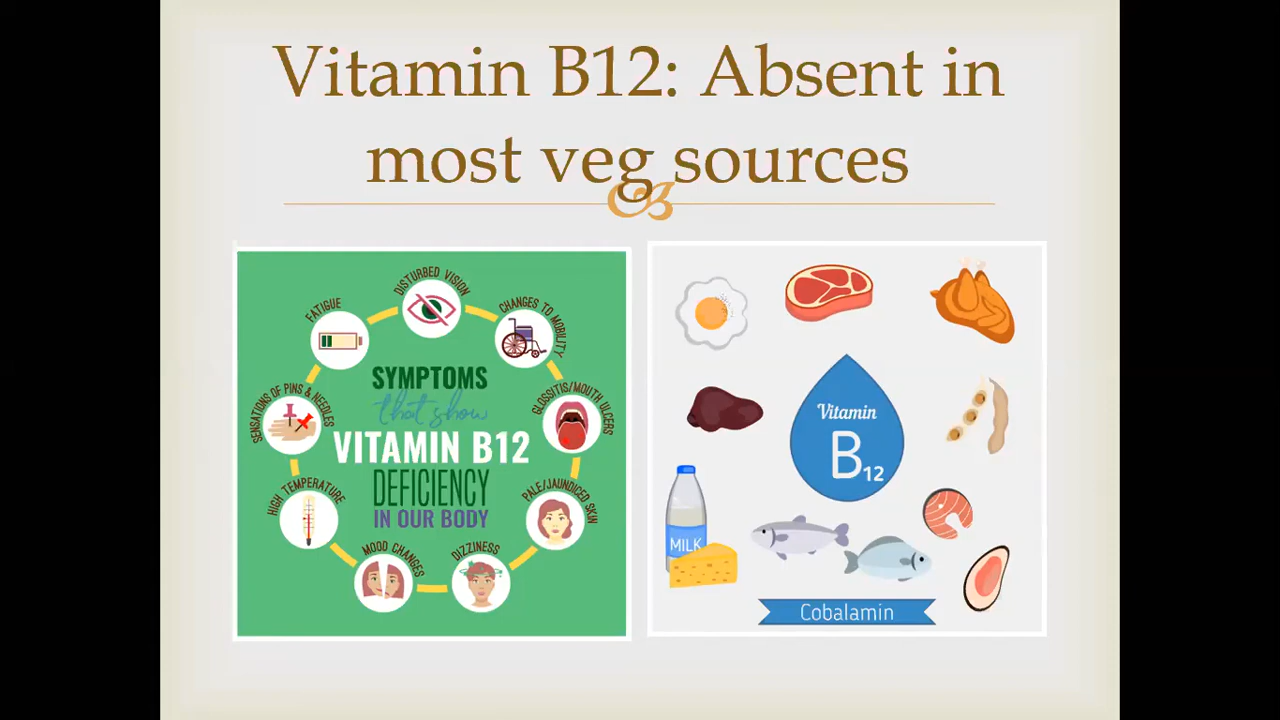 Vitamin B12: Absent in
most veg sources
DISTURBED VISION
CHANGES TO MOBILITY
GLOSSITIS/MOUTH ULCERS
PALE/JAUNDICED SKIN
DIZZINESS
MOOD CHANGES
HIGH TEMPERATURE
SENSATIONS OF PINS & NEEDLES
FATIGUE
SYMPTOMS
that show
VITAMIN B12
DEFICIENCY
IN OUR BODY
Vitamin
B12
MILK
Cobalamin